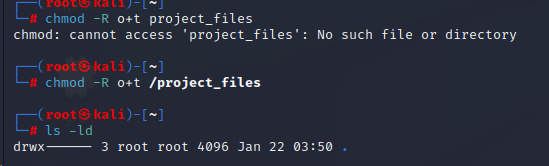 ┌──(root㉿kali)-[~]
└─# chmod -R o+t project_files
chmod: cannot access 'project_files': No such file or directory
┌──(root㉿kali)-[~]
└─# chmod -R o+t /project_files
┌──(root㉿kali)-[~]
└─# ls -ld
drwx------ 3 root root 4096 Jan 22 03:50 .